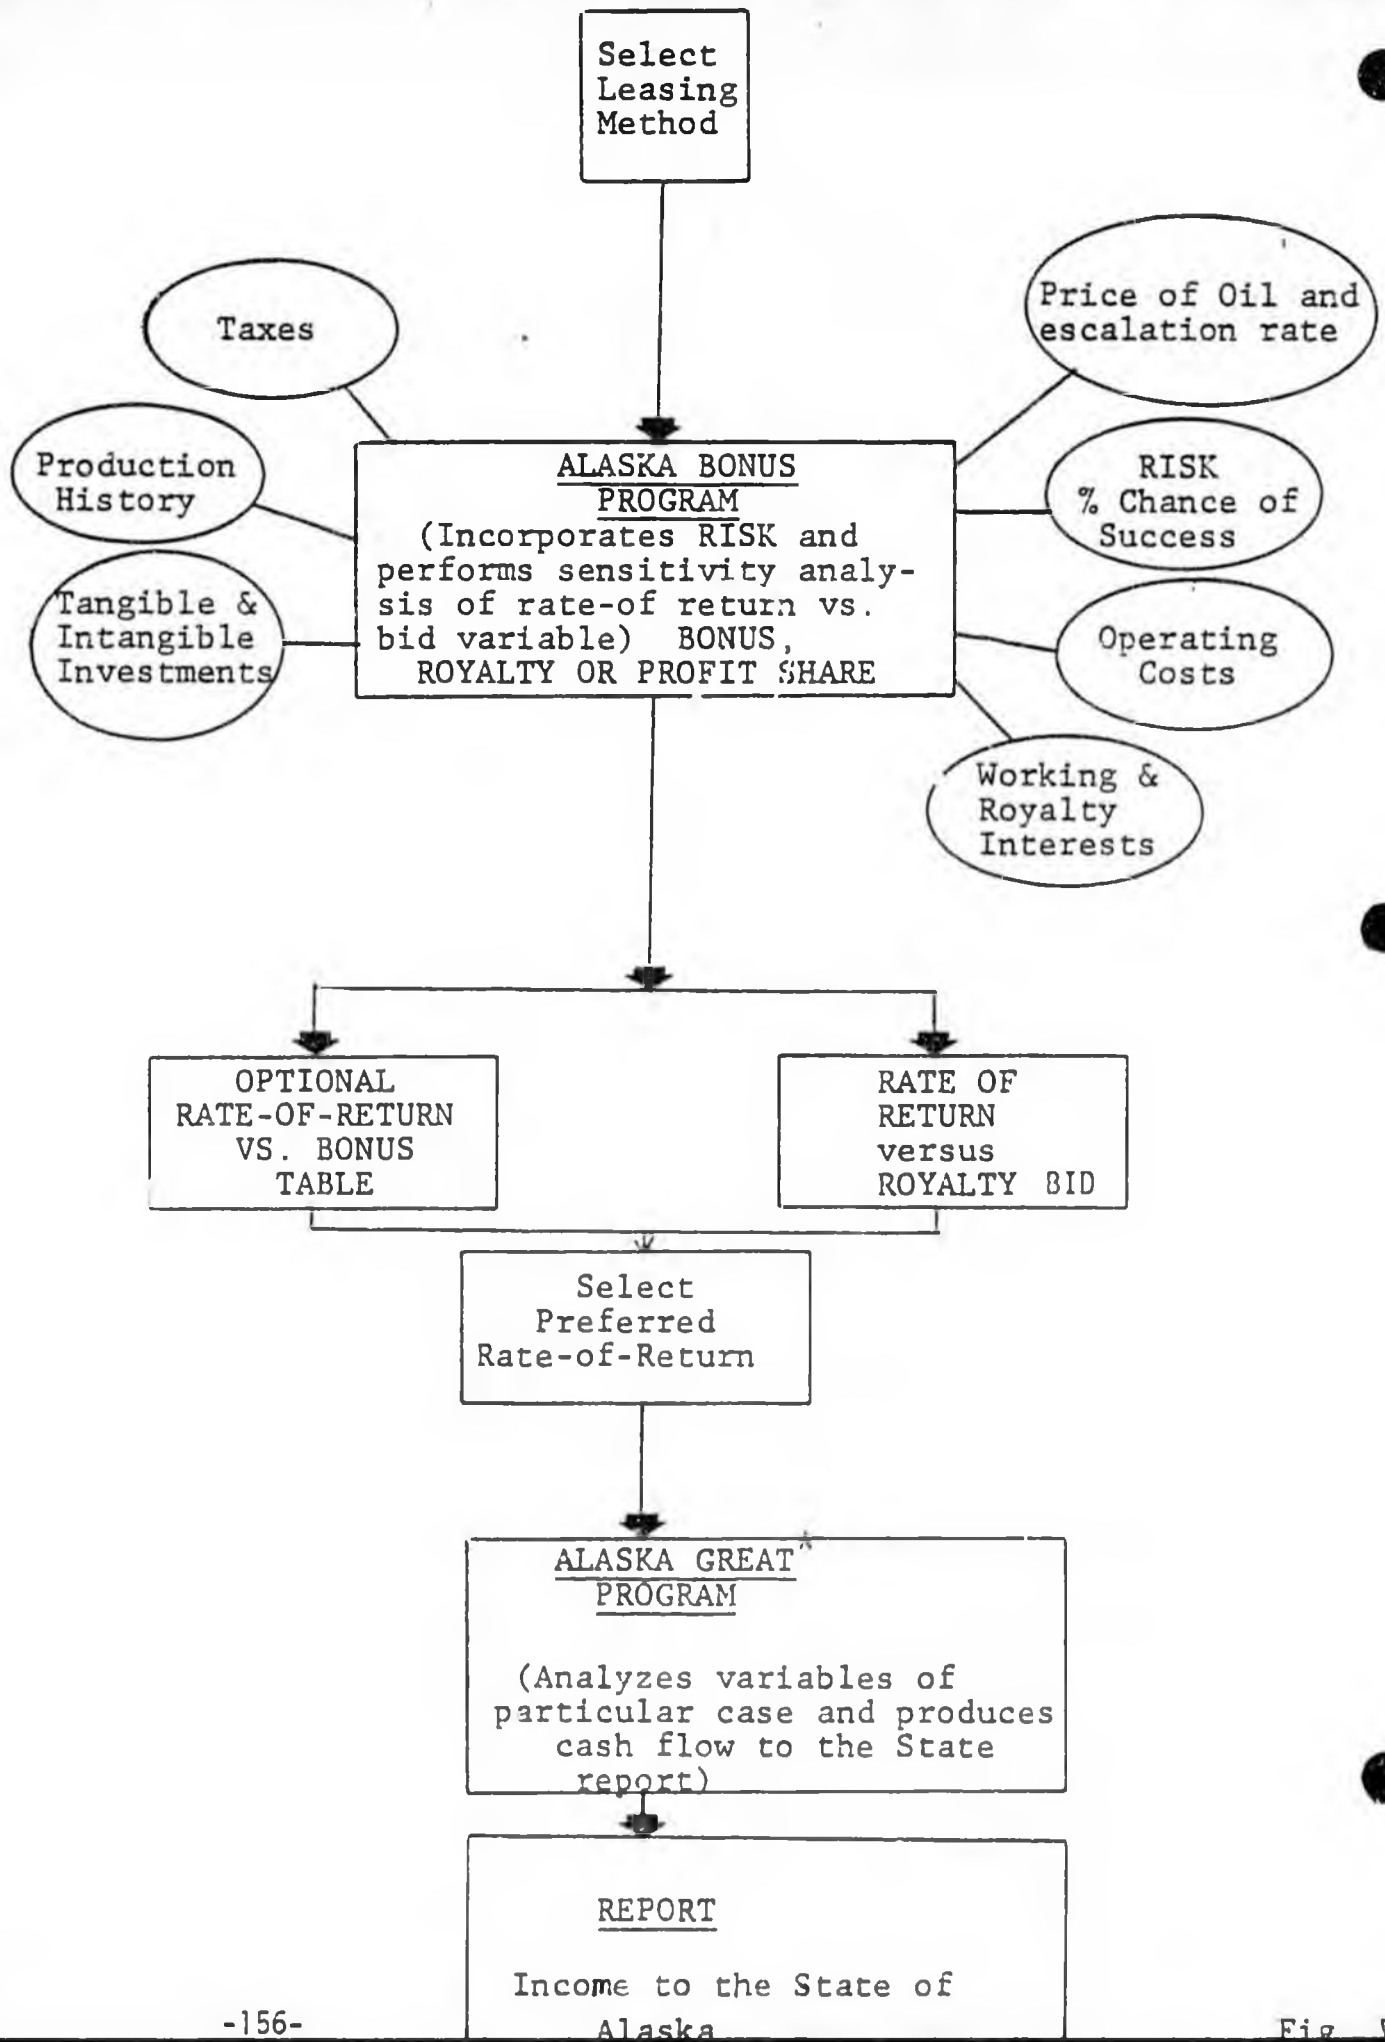 Select
Leasing
Method
Taxes
Price of Oil and
escalation rate
Production
History
RISK
% Chance of
Success
Tangible &
Intangible
Investments
ALASKA BONUS
PROGRAM
(Incorporates RISK and
performs sensitivity analy-
sis of rate-of return vs.
bid variable) BONUS,
ROYALTY OR PROFIT SHARE
Operating
Costs
Working &
Royalty
Interests
OPTIONAL
RATE-OF-RETURN
VS. BONUS
TABLE
RATE OF
RETURN
versus
ROYALTY BID
Select
Preferred
Rate-of-Return
ALASKA GREAT*
PROGRAM
(Analyzes variables of
particular case and produces
cash flow to the State
report)
REPORT
Income to the State of
Alaska
-156-
Fig.